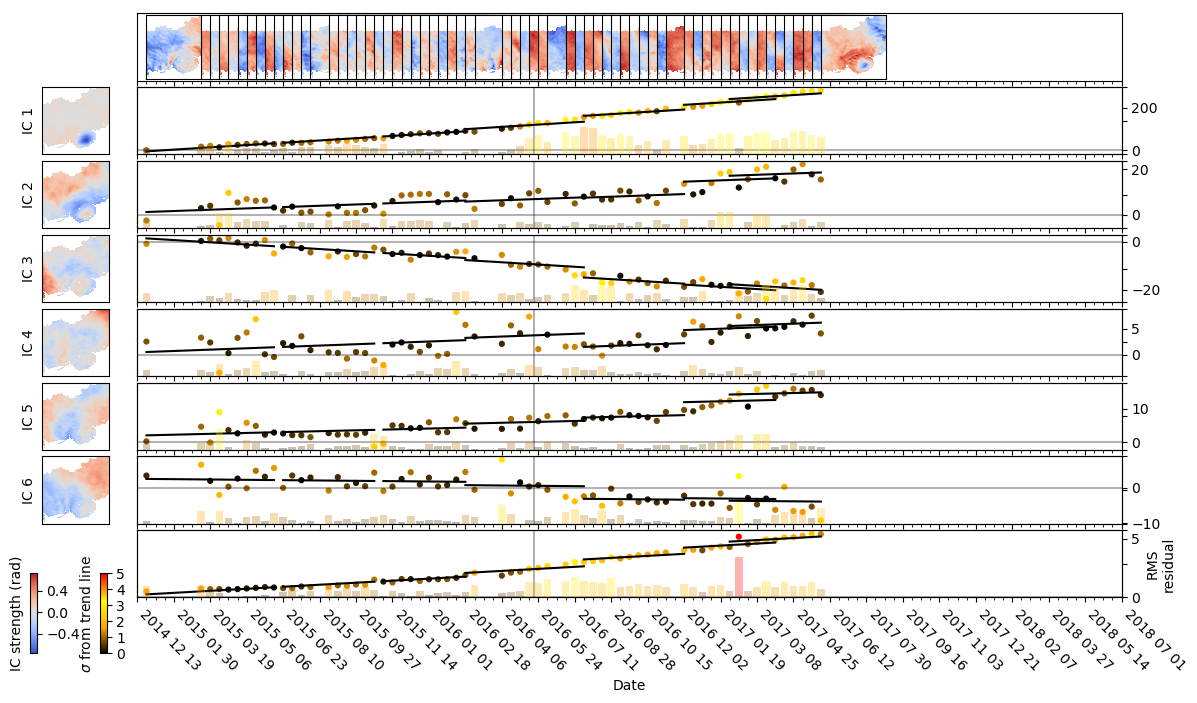 IC 1
200
0
IC 2
20
0
IC 3
0
−20
IC 4
5
0
IC 5
10
0
IC 6
0
−10
5
0
RMS
residual
IC strength (rad)
0.4
0.0
−0.4
σ from trend line
5
4
3
2
1
0
2014 12 13
2015 01 30
2015 03 19
2015 05 06
2015 06 23
2015 08 10
2015 09 27
2015 11 14
2016 01 01
2016 02 18
2016 04 06
2016 05 24
2016 07 11
2016 08 28
2016 10 15
2016 12 02
2017 01 19
2017 03 08
2017 04 25
2017 06 12
2017 07 30
2017 09 16
2017 11 03
2017 12 21
2018 02 07
2018 03 27
2018 05 14
2018 07 01
Date